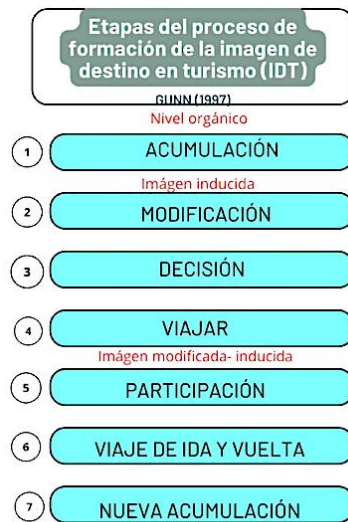 Etapas del proceso de
formación de la imagen de
destino en turismo (IDT)
GUNN (1997)
Nivel orgánico
1 ACUMULACIÓN
Imágen inducida
2 MODIFICACIÓN
3 DECISIÓN
4 VIAJAR
Imágen modificada- inducida
5 PARTICIPACIÓN
6 VIAJE DE IDA Y VUELTA
7 NUEVA ACUMULACIÓN